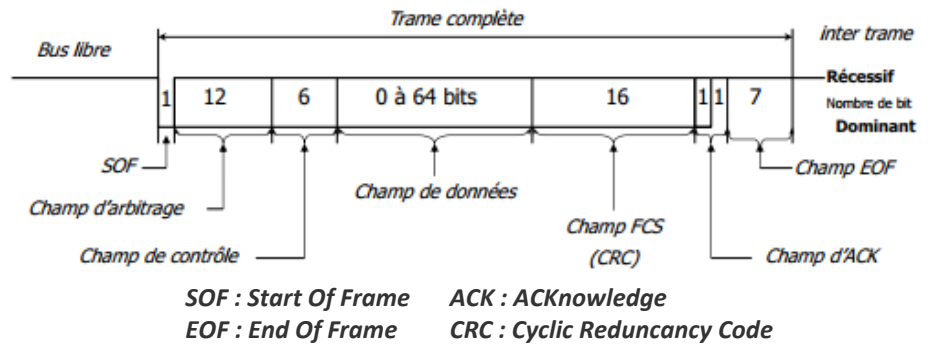 Trame complète
Bus libre
inter trame
Récessif
1 12 6 0 à 64 bits 16 1 1 7
Nombre de bit
Dominant
SOF
Champ EOF
Champ de données
Champ d'arbitrage
Champ FCS
(CRC)
Champ de contrôle
Champ d'ACK
SOF : Start Of Frame ACK : ACKnowledge
EOF : End Of Frame CRC : Cyclic Reduncancy Code